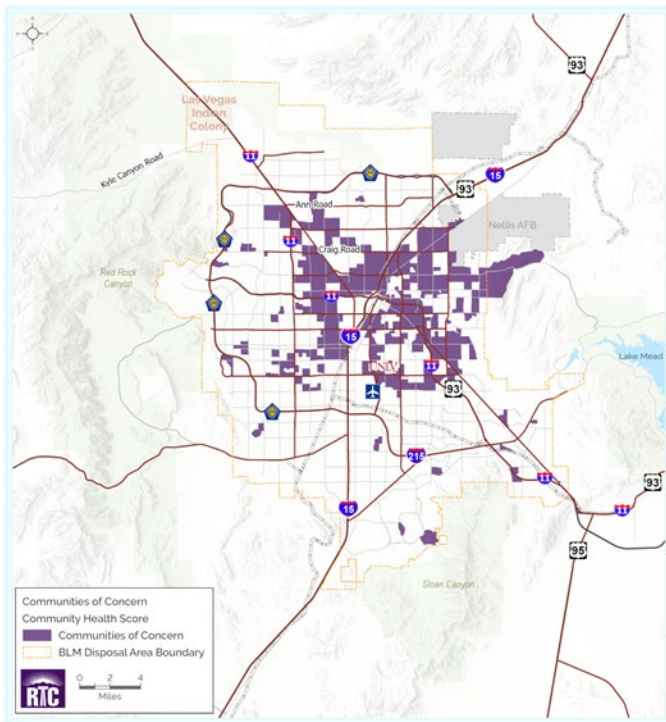 93
Las Vegas
Indian
Colony
11
15
Kyle Canyon Road
93
Ann Road
Nellis AFB
11
Craig Road
Red Rock
Canyon
11
15
Lake Mead
UNLV
11
93
215
11
93
15
11
95
Sloan Canyon
Communities of Concern
Community Health Score
Communities of Concern
BLM Disposal Area Boundary
RTC
0 2 4
Miles